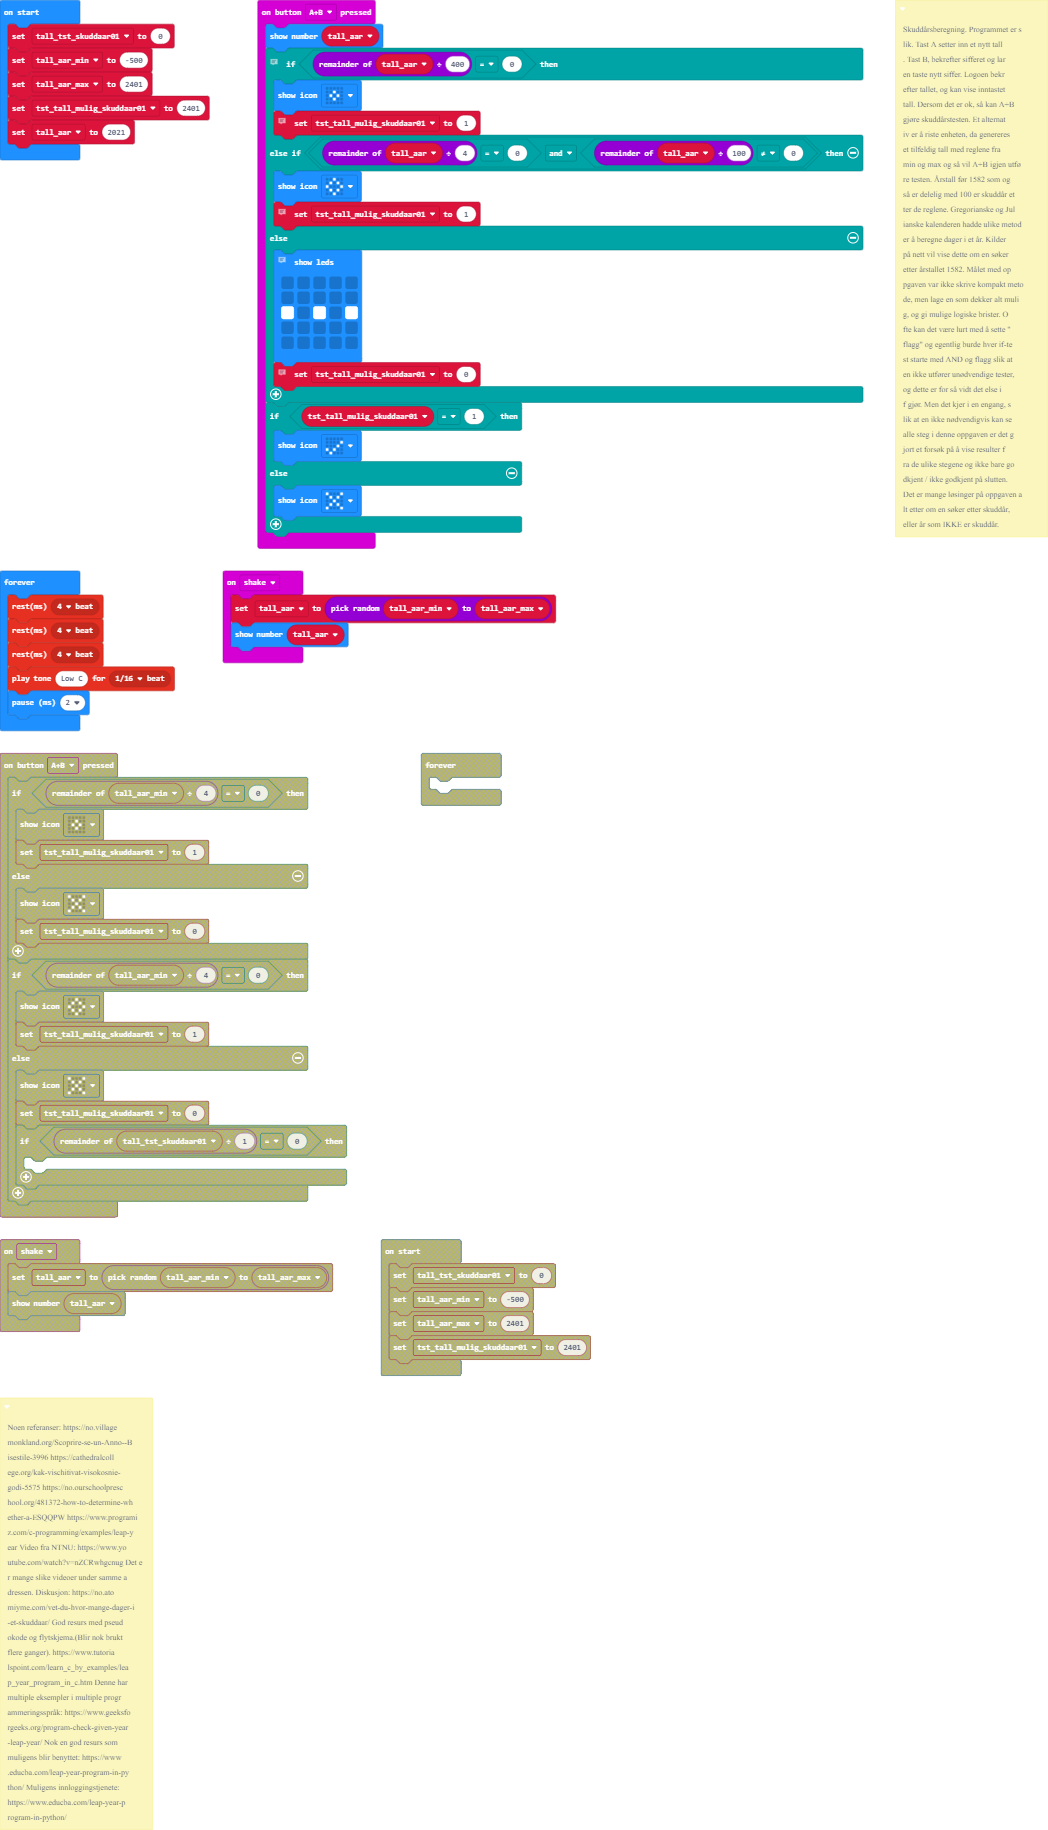 on start
set tall_tst_skuddaar01 to 0
set tall_aar_min to -500
set tall_aar_max to 2401
set tst_tall_mulig_skuddaar01 to 2401
set tall_aar to 2021
on button A+B pressed
show number tall_aar
if remainder of tall_aar ÷ 400 = 0 then
show icon
set tst_tall_mulig_skuddaar01 to 1
else if remainder of tall_aar ÷ 4 = 0 and remainder of tall_aar ÷ 100 ≠ 0 then
show icon
set tst_tall_mulig_skuddaar01 to 1
else
show leds
set tst_tall_mulig_skuddaar01 to 0
if tst_tall_mulig_skuddaar01 = 1 then
show icon
else
show icon
Skuddårsberegning. Programmet er s
lik. Tast A setter inn et nytt tall
. Tast B, bekrefter sifferet og lar
en taste nytt siffer. Logoen bekr
efter tallet, og kan vise inntastet
tall. Dersom det er ok, så kan A+B
gjøre skuddårstesten. Et alternat
iv er å riste enheten, da genereres
et tilfeldig tall med reglene fra
min og max og så vil A+B igjen utfø
re testen. Årstall før 1582 som og
så er delelig med 100 er skuddår et
ter de reglene. Gregorianske og Jul
ianske kalenderen hadde ulike metod
er å beregne dager i et år. Kilder
på nett vil vise dette om en søker
etter årstallet 1582. Målet med op
pgaven var ikke skrive kompakt meto
de, men lage en som dekker alt muli
g, og gi mulige logiske brister. O
fte kan det være lurt med å sette "
flagg" og egentlig burde hver if-te
st starte med AND og flagg slik at
en ikke utfører unødvendige tester,
og dette er for så vidt det else i
f gjør. Men det kjer i en engang, s
lik at en ikke nødvendigvis kan se
alle steg i denne oppgaven er det g
jort et forsøk på å vise resulter f
ra de ulike stegene og ikke bare go
dkjent / ikke godkjent på slutten.
Det er mange løsinger på oppgaven a
lt etter om en søker etter skuddår,
eller år som IKKE er skuddår.
forever
rest(ms) 4 beat
rest(ms) 4 beat
rest(ms) 4 beat
play tone Low C for 1/16 beat
pause (ms) 2
on shake
set tall_aar to pick random tall_aar_min to tall_aar_max
show number tall_aar
on button A+B pressed
if remainder of tall_aar_min ÷ 4 = 0 then
show icon
set tst_tall_mulig_skuddaar01 to 1
else
show icon
set tst_tall_mulig_skuddaar01 to 0
if remainder of tall_aar_min ÷ 4 = 0 then
show icon
set tst_tall_mulig_skuddaar01 to 1
else
show icon
set tst_tall_mulig_skuddaar01 to 0
if remainder of tall_tst_skuddaar01 ÷ 1 = 0 then
forever
on shake
set tall_aar to pick random tall_aar_min to tall_aar_max
show number tall_aar
on start
set tall_tst_skuddaar01 to 0
set tall_aar_min to -500
set tall_aar_max to 2401
set tst_tall_mulig_skuddaar01 to 2401
Noen referanser: https://no.village
monkland.org/Scoprire-se-un-Anno--B
isestile-3996 https://cathedralcoll
ege.org/kak-vischitivat-visokosnie-
godi-5575 https://no.ourschoolpresc
hool.org/481372-how-to-determine-wh
ether-a-ESQQPW https://www.programi
z.com/c-programming/examples/leap-y
ear Video fra NTNU: https://www.yo
utube.com/watch?v=nZCRwhgcnug Det e
r mange slike videoer under samme a
dressen. Diskusjon: https://no.ato
miyme.com/vet-du-hvor-mange-dager-i
-et-skuddaar/ God resurs med pseud
okode og flytskjema.(Blir nok brukt
flere ganger). https://www.tutoria
lspoint.com/learn_c_by_examples/lea
p_year_program_in_c.htm Denne har
multiple eksempler i multiple progr
ammeringsspråk: https://www.geeksfo
rgeeks.org/program-check-given-year
-leap-year/ Nok en god resurs som
muligens blir benyttet: https://www
.educba.com/leap-year-program-in-py
thon/ Muligens innloggingstjenete:
https://www.educba.com/leap-year-p
rogram-in-python/